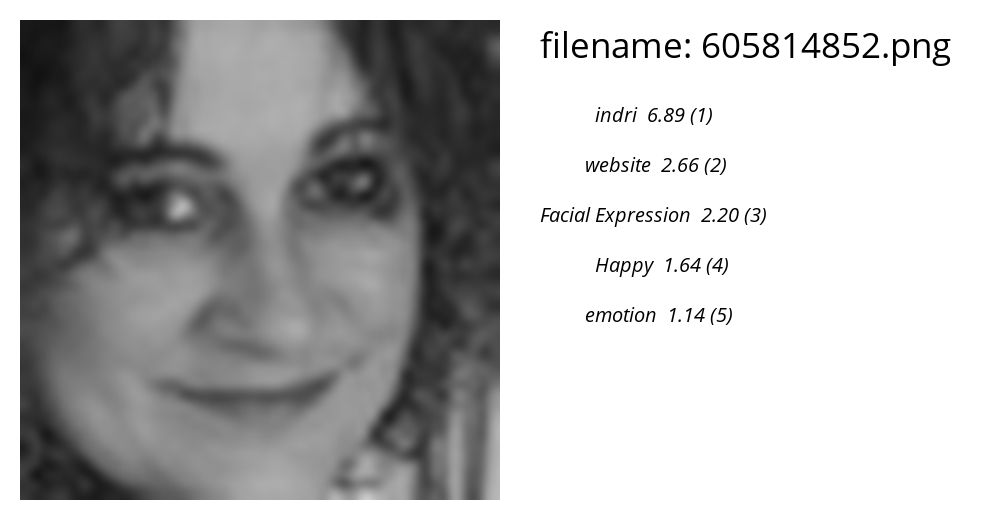 filename: 605814852.png
indri 6.89 (1)
website 2.66 (2)
Facial Expression 2.20 (3)
Happy 1.64 (4)
emotion 1.14 (5)